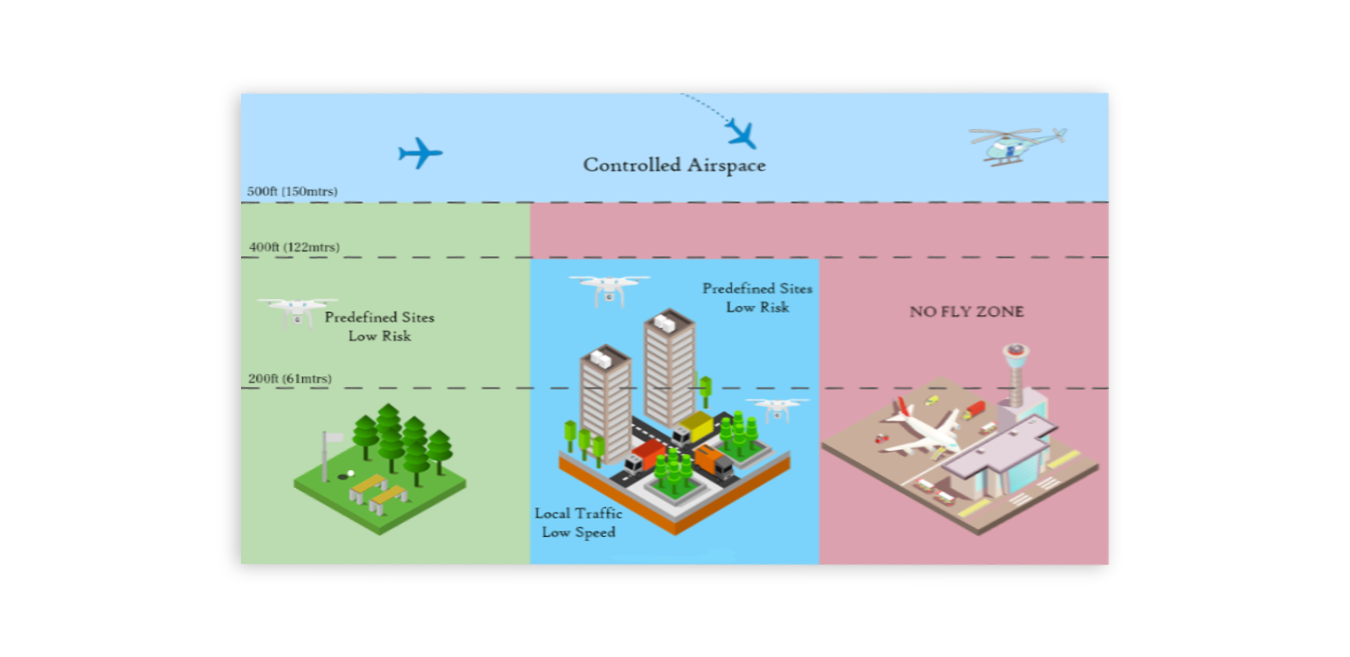 Controlled Airspace
500ft (150mtrs)
400ft (122mtrs)
Predefined Sites
Low Risk
Predefined Sites
Low Risk
NO FLY ZONE
200ft (61mtrs)
Local Traffic
Low Speed